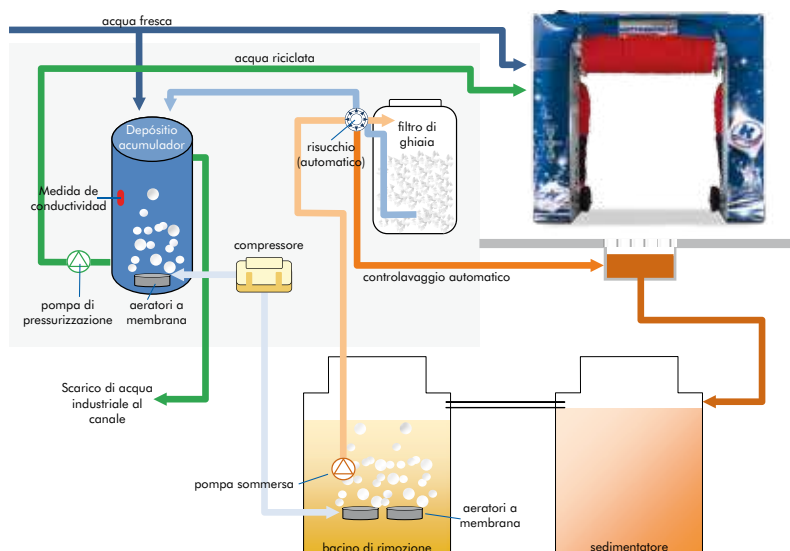 acqua fresca
acqua riciclata
Depósito
acumulador
filtro di
ghiaia
risucchio
(automatico)
Medida de
conductividad
compressore
controlavaggio automatico
pompa di
pressurizzazione
aeratori a
membrana
Scarico di acqua
industriale al
canale
pompa sommersa
aeratori a
membrana
bacino di rimozione
sedimentatore